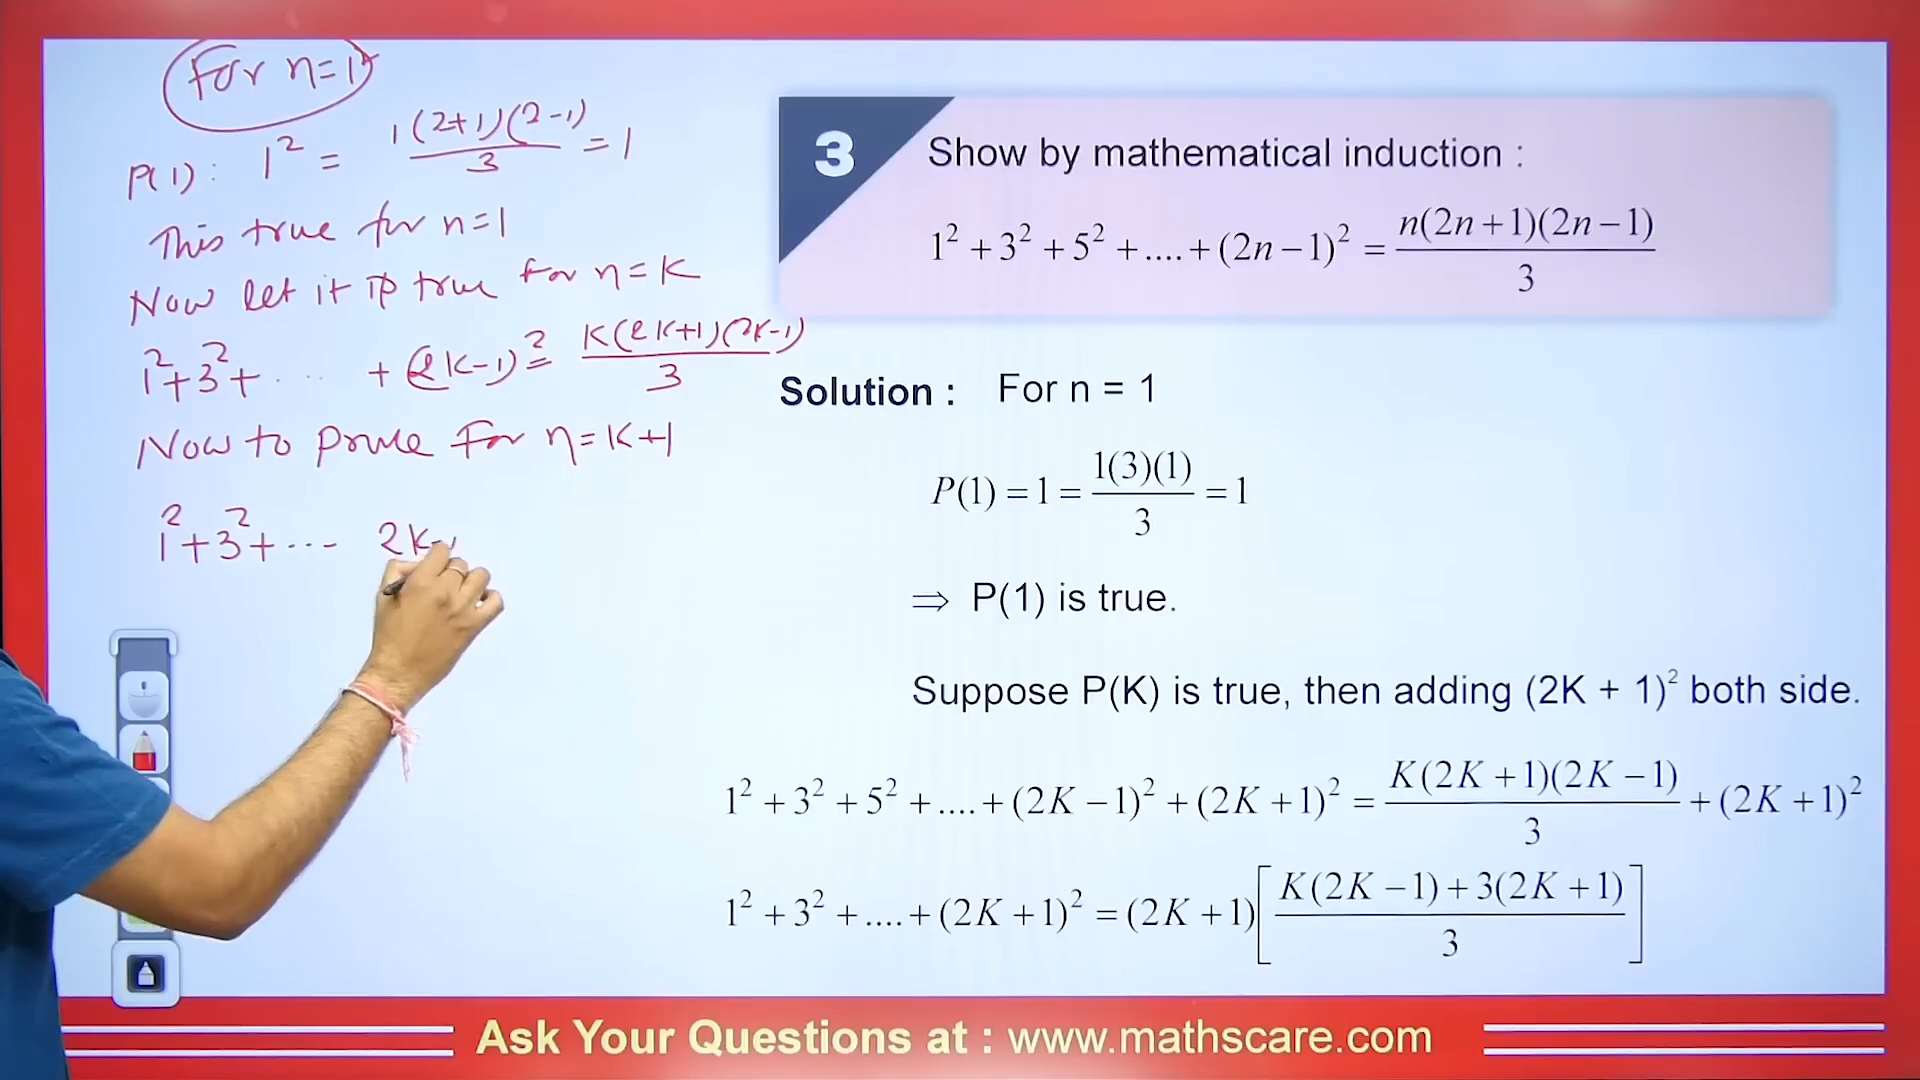 For n=1
P(1): 1² = 1(2+1)(2-1)/3 = 1
This true for n=1
Now let it is true for n=K
1²+3²+ .... +(2K-1)² = K(2K+1)(2K-1)/3
Now to prove for n=K+1
1²+3²+ ... 2K-
3
Show by mathematical induction :
1² + 3² + 5² + .... + (2n − 1)² = n(2n + 1)(2n − 1)/3
Solution : For n = 1
P(1) = 1 = 1(3)(1)/3 = 1
⇒ P(1) is true.
Suppose P(K) is true, then adding (2K + 1)² both side.
1² + 3² + 5² + .... + (2K − 1)² + (2K + 1)² = K(2K + 1)(2K − 1)/3 + (2K + 1)²
1² + 3² + .... + (2K + 1)² = (2K + 1)[K(2K − 1) + 3(2K + 1)/3]
Ask Your Questions at : www.mathscare.com